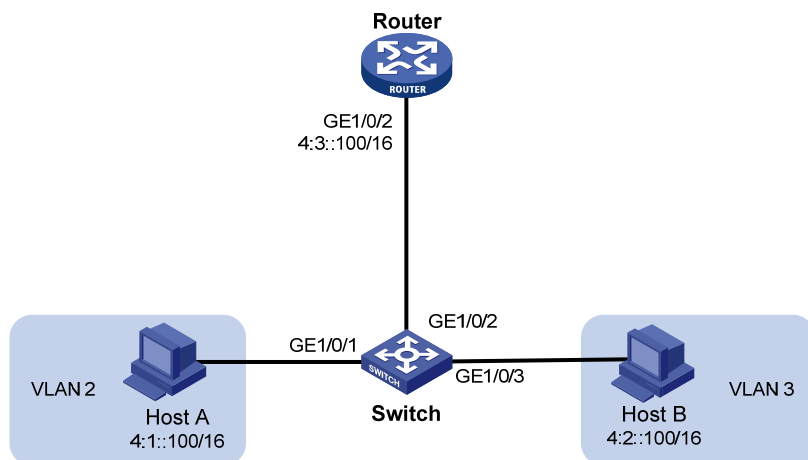 Router
ROUTER
GE1/0/2
4:3::100/16
GE1/0/2
GE1/0/1
SWITCH
GE1/0/3
Switch
VLAN 2
Host A
4:1::100/16
Host B
4:2::100/16
VLAN 3